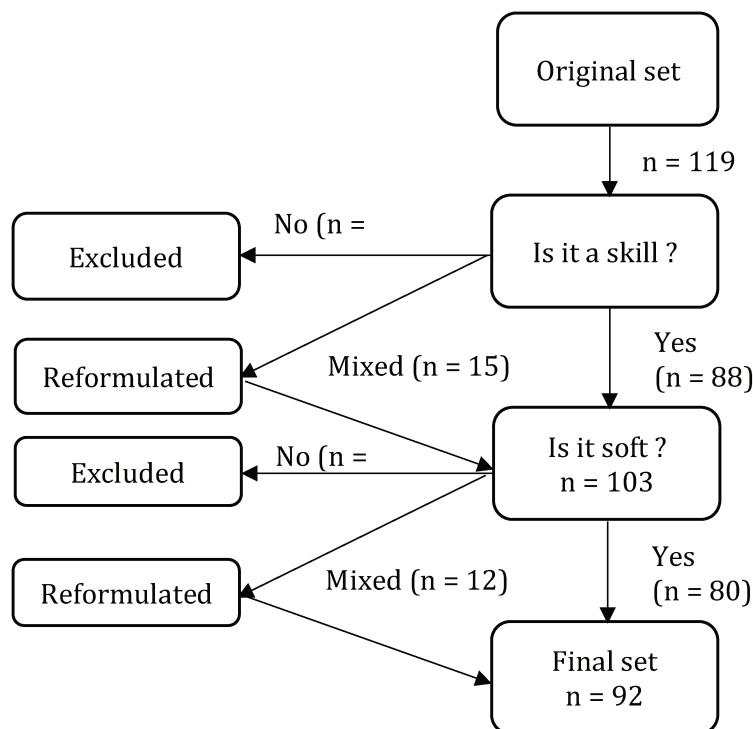 Original set
n = 119
No (n =
Excluded
Is it a skill ?
Yes
(n = 88)
Mixed (n = 15)
Reformulated
Is it soft ?
n = 103
No (n =
Excluded
Yes
(n = 80)
Mixed (n = 12)
Reformulated
Final set
n = 92